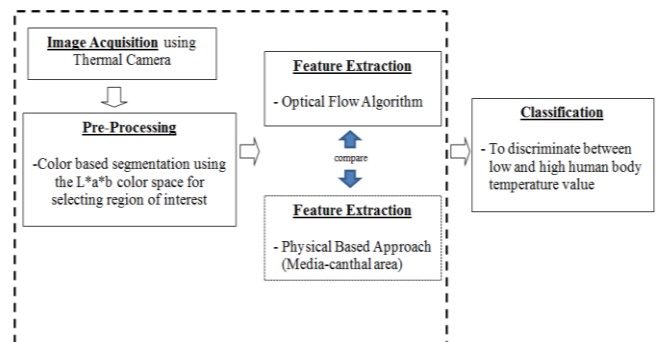 Image Acquisition using
Thermal Camera
Pre-Processing
-Color based segmentation using
the L*a*b color space for
selecting region of interest
Feature Extraction
- Optical Flow Algorithm
compare
Feature Extraction
- Physical Based Approach
(Media-canthal area)
Classification
- To discriminate between
low and high human body
temperature value